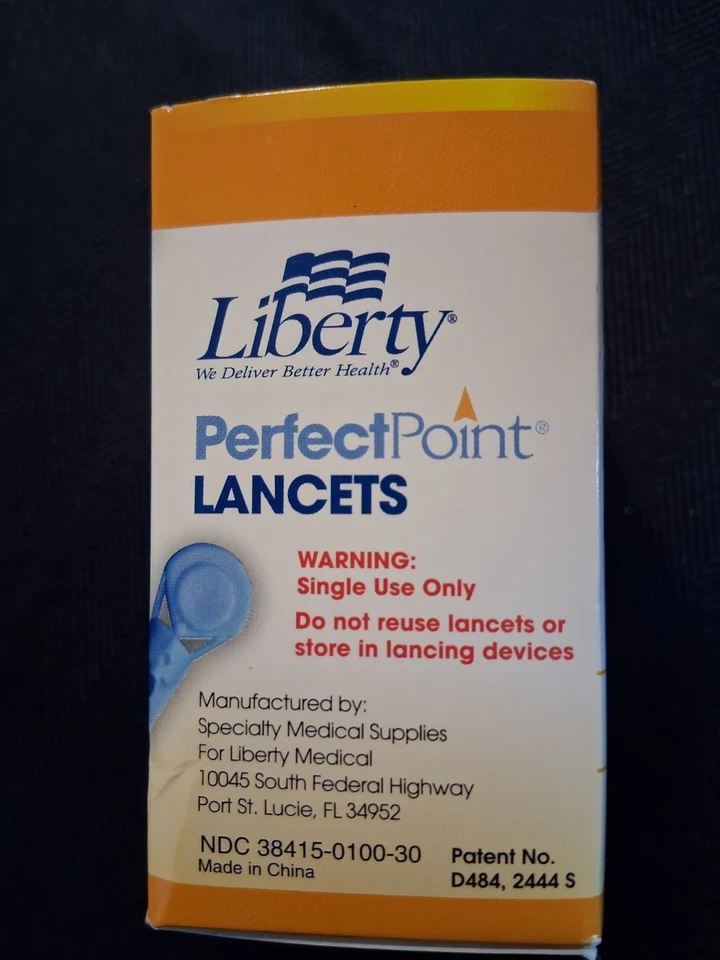 Liberty®
We Deliver Better Health®
PerfectPoint®
LANCETS
WARNING:
Single Use Only
Do not reuse lancets or
store in lancing devices
Manufactured by:
Specialty Medical Supplies
For Liberty Medical
10045 South Federal Highway
Port St. Lucie, FL 34952
NDC 38415-0100-30
Made in China
Patent No.
D484, 2444 S